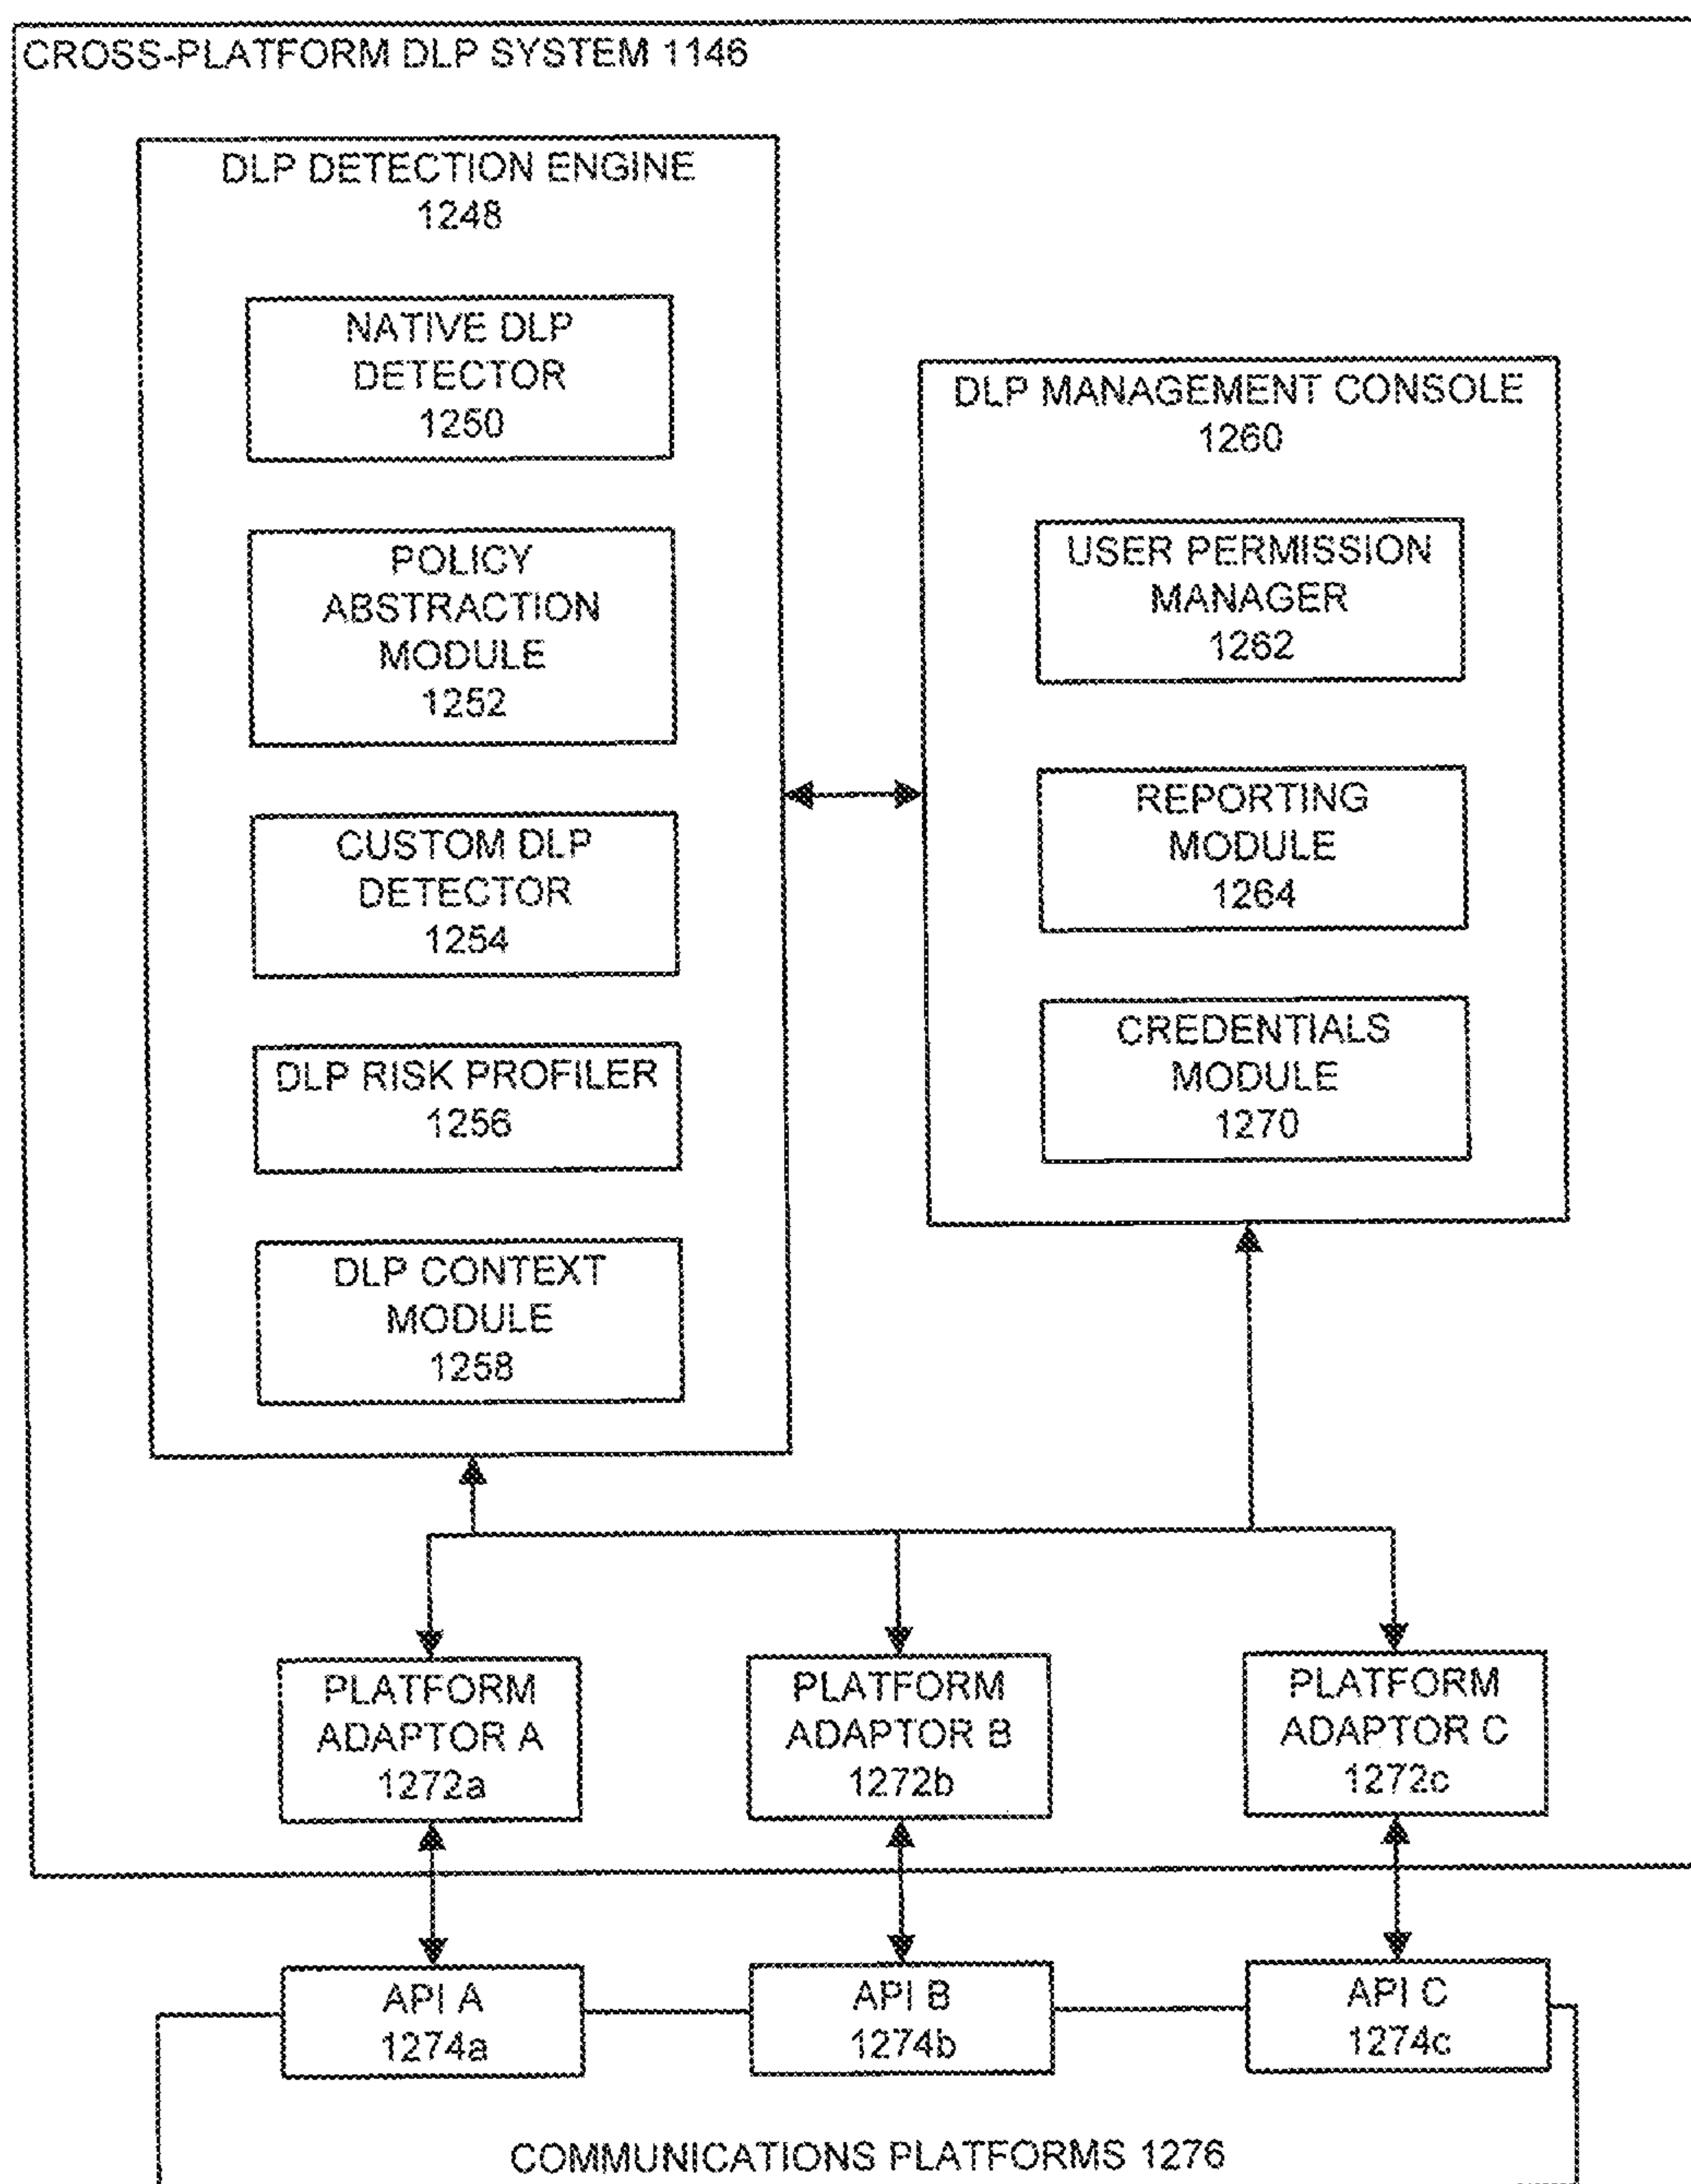 CROSS-PLATFORM DLP SYSTEM 1146
DLP DETECTION ENGINE
1248
NATIVE DLP
DETECTOR
1250
POLICY
ABSTRACTION
MODULE
1252
CUSTOM DLP
DETECTOR
1254
DLP RISK PROFILER
1256
DLP CONTEXT
MODULE
1258
DLP MANAGEMENT CONSOLE
1260
USER PERMISSION
MANAGER
1262
REPORTING
MODULE
1264
CREDENTIALS
MODULE
1270
PLATFORM
ADAPTOR A
1272a
PLATFORM
ADAPTOR B
1272b
PLATFORM
ADAPTOR C
1272c
API A
1274a
API B
1274b
API C
1274c
COMMUNICATIONS PLATFORMS 1276